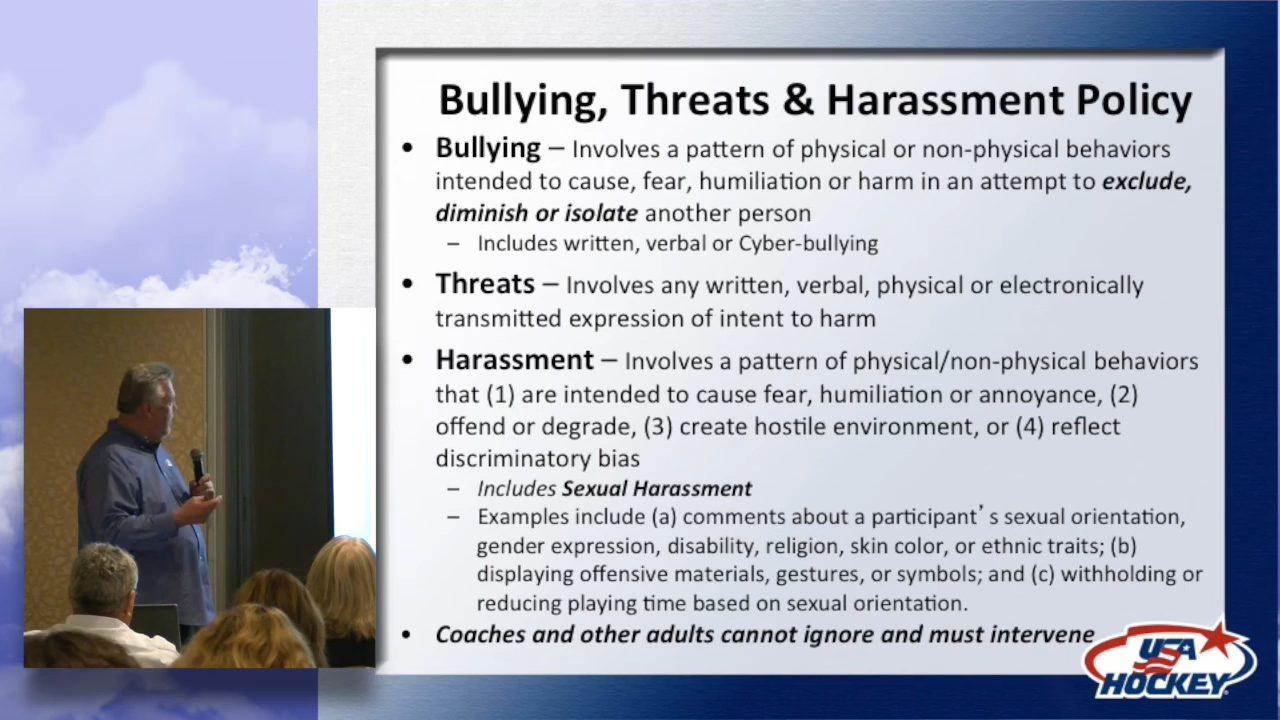 Bullying, Threats & Harassment Policy
• Bullying – Involves a pattern of physical or non-physical behaviors
intended to cause, fear, humiliation or harm in an attempt to exclude,
diminish or isolate another person
– Includes written, verbal or Cyber-bullying
• Threats – Involves any written, verbal, physical or electronically
transmitted expression of intent to harm
• Harassment – Involves a pattern of physical/non-physical behaviors
that (1) are intended to cause fear, humiliation or annoyance, (2)
offend or degrade, (3) create hostile environment, or (4) reflect
discriminatory bias
– Includes Sexual Harassment
– Examples include (a) comments about a participant’s sexual orientation,
gender expression, disability, religion, skin color, or ethnic traits; (b)
displaying offensive materials, gestures, or symbols; and (c) withholding or
reducing playing time based on sexual orientation.
• Coaches and other adults cannot ignore and must intervene
USA
HOCKEY